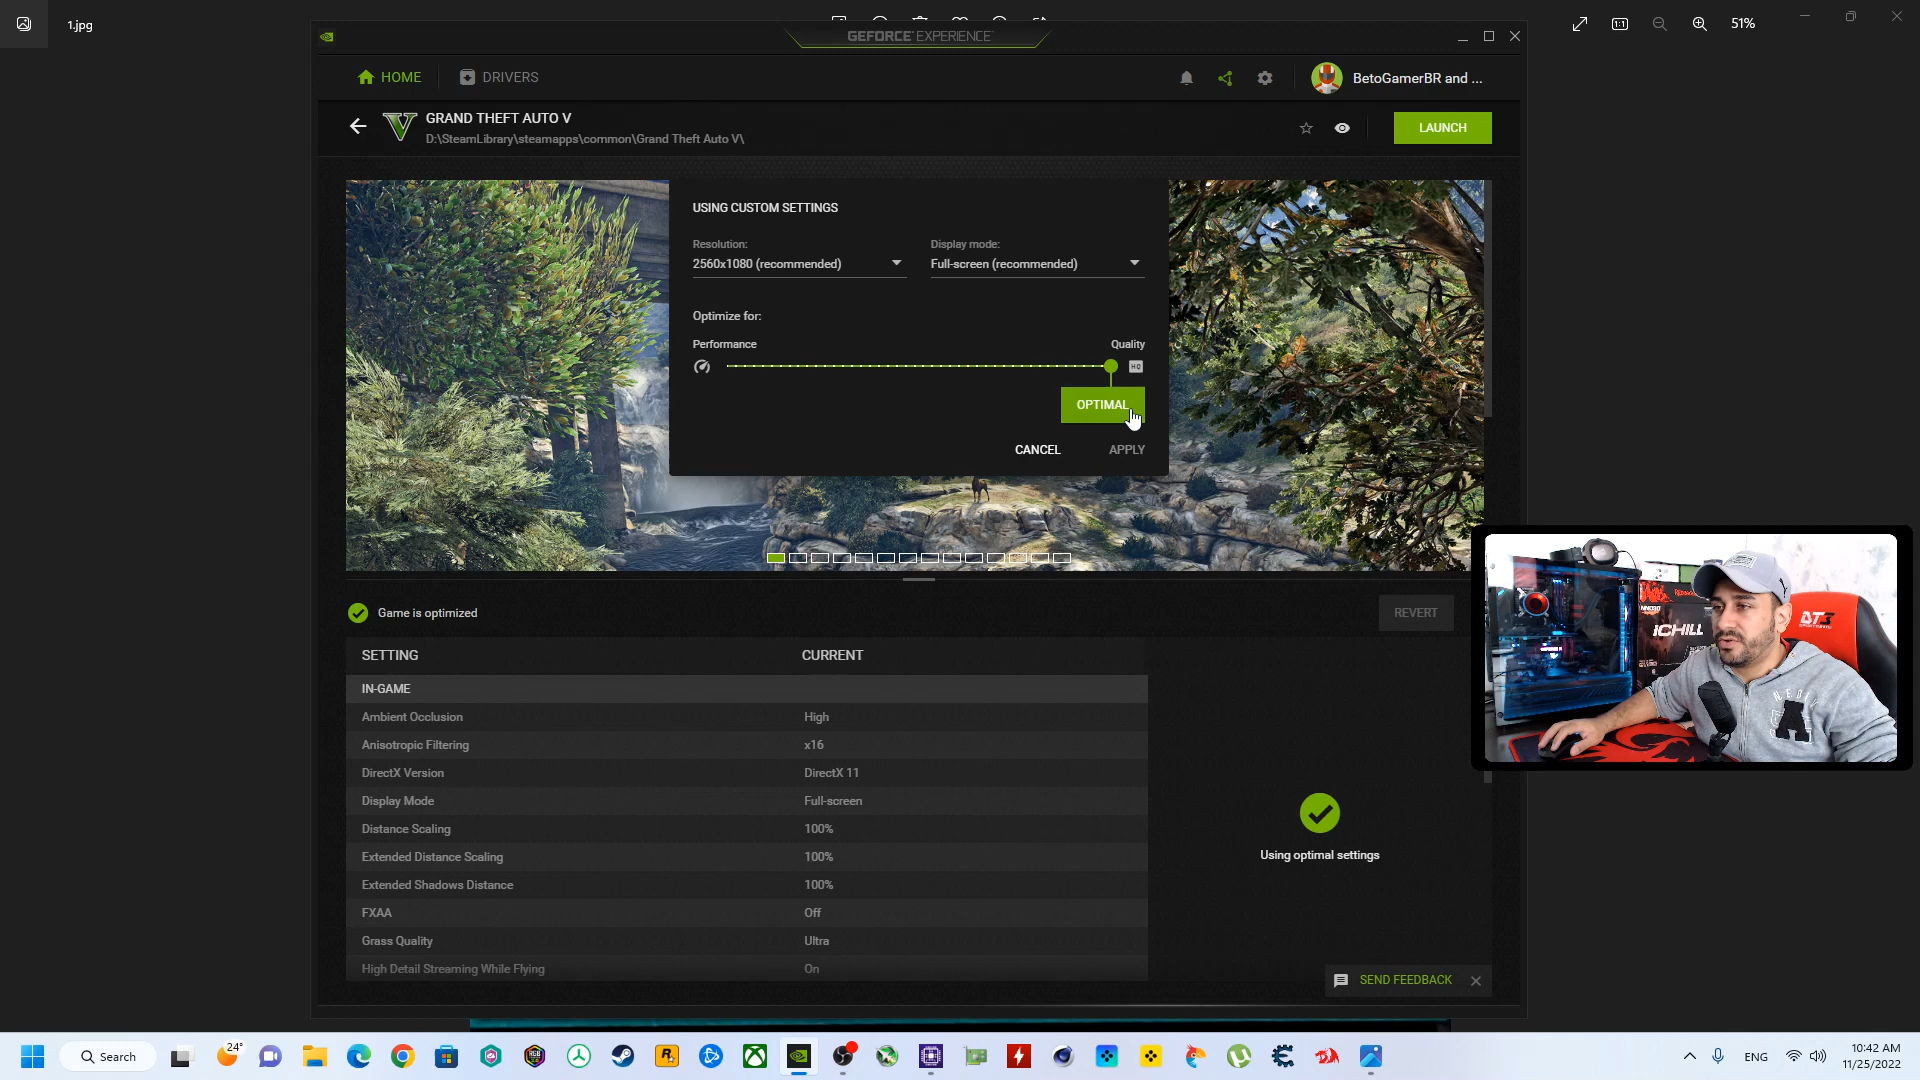 1.jpg
51%
GEFORCE EXPERIENCE
HOME
DRIVERS
BetoGamerBR and ...
GRAND THEFT AUTO V
D:\SteamLibrary\steamapps\common\Grand Theft Auto V\
LAUNCH
USING CUSTOM SETTINGS
Resolution:
Display mode:
2560x1080 (recommended)
Full-screen (recommended)
Optimize for:
Performance
Quality
HQ
OPTIMAL
CANCEL
APPLY
Game is optimized
REVERT
SETTING
CURRENT
IN-GAME
Ambient Occlusion
High
Anisotropic Filtering
x16
DirectX Version
DirectX 11
Display Mode
Full-screen
Distance Scaling
100%
Extended Distance Scaling
100%
Extended Shadows Distance
100%
FXAA
Off
Grass Quality
Ultra
High Detail Streaming While Flying
On
Using optimal settings
SEND FEEDBACK
iCHILL
DT3
A
Search
24°
ENG
10:42 AM
11/25/2022